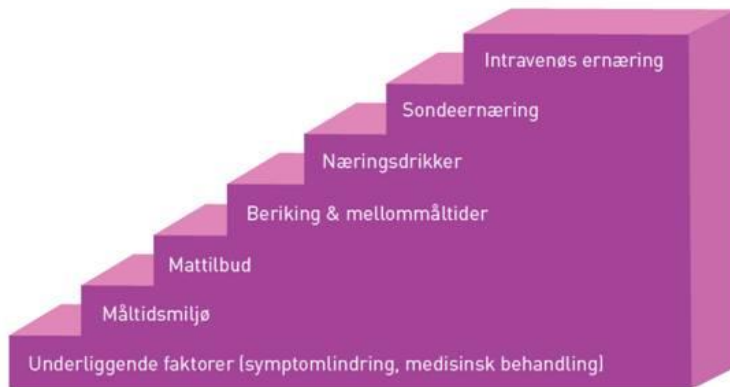 Intravenøs ernæring
Sondeernæring
Næringsdrikker
Beriking & mellommåltider
Mattilbud
Måltidsmiljø
Underliggende faktorer (symptomlindring, medisinsk behandling)